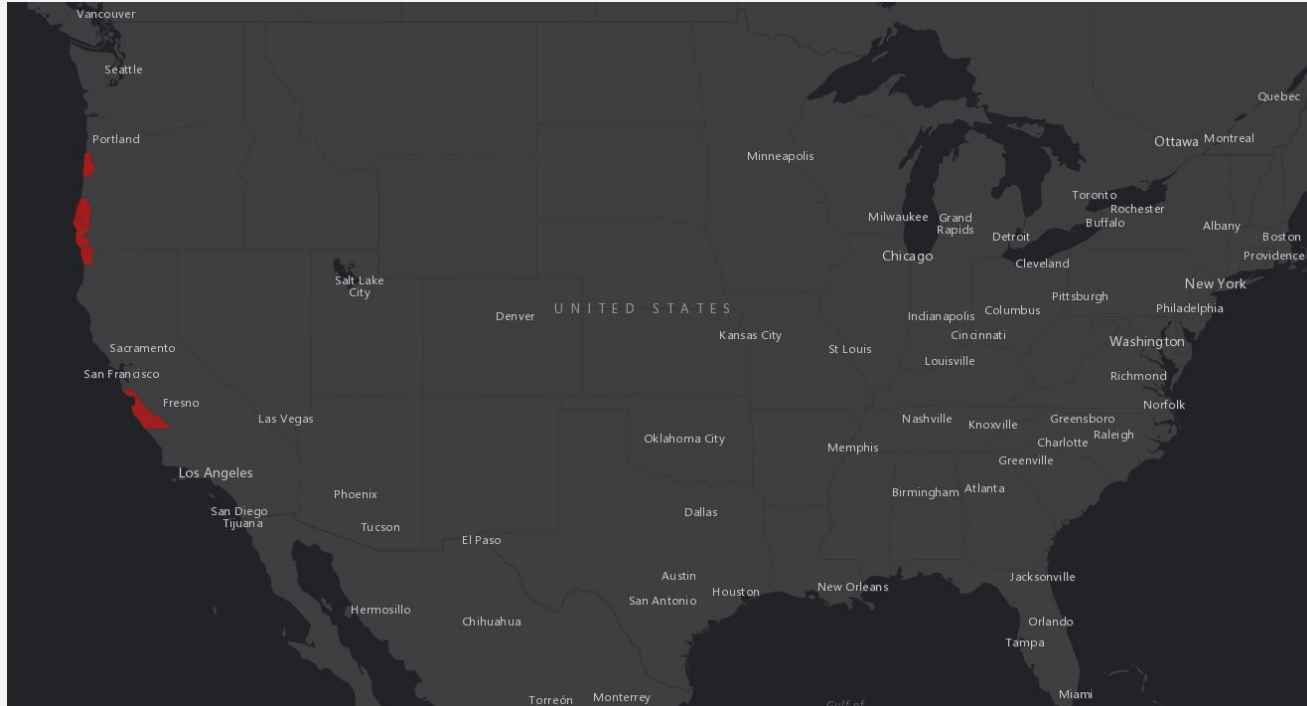 Vancouver
Seattle
Quebec
Portland
Ottawa
Montreal
Minneapolis
Toronto
Rochester
Milwaukee
Grand
Rapids
Buffalo
Albany
Detroit
Boston
Chicago
Cleveland
Providence
Salt Lake
City
New York
UNITED STATES
Denver
Indianapolis
Columbus
Pittsburgh
Philadelphia
Kansas City
Cincinnati
Sacramento
St Louis
Washington
Louisville
San Francisco
Richmond
Fresno
Las Vegas
Norfolk
Nashville
Knoxville
Greensboro
Oklahoma City
Memphis
Charlotte
Raleigh
Greenville
Los Angeles
Phoenix
Birmingham
Atlanta
San Diego
Tijuana
Tucson
Dallas
El Paso
Austin
Jacksonville
San Antonio
Houston
New Orleans
Hermosillo
Chihuahua
Orlando
Tampa
Torreón
Monterrey
Miami
Gulf of